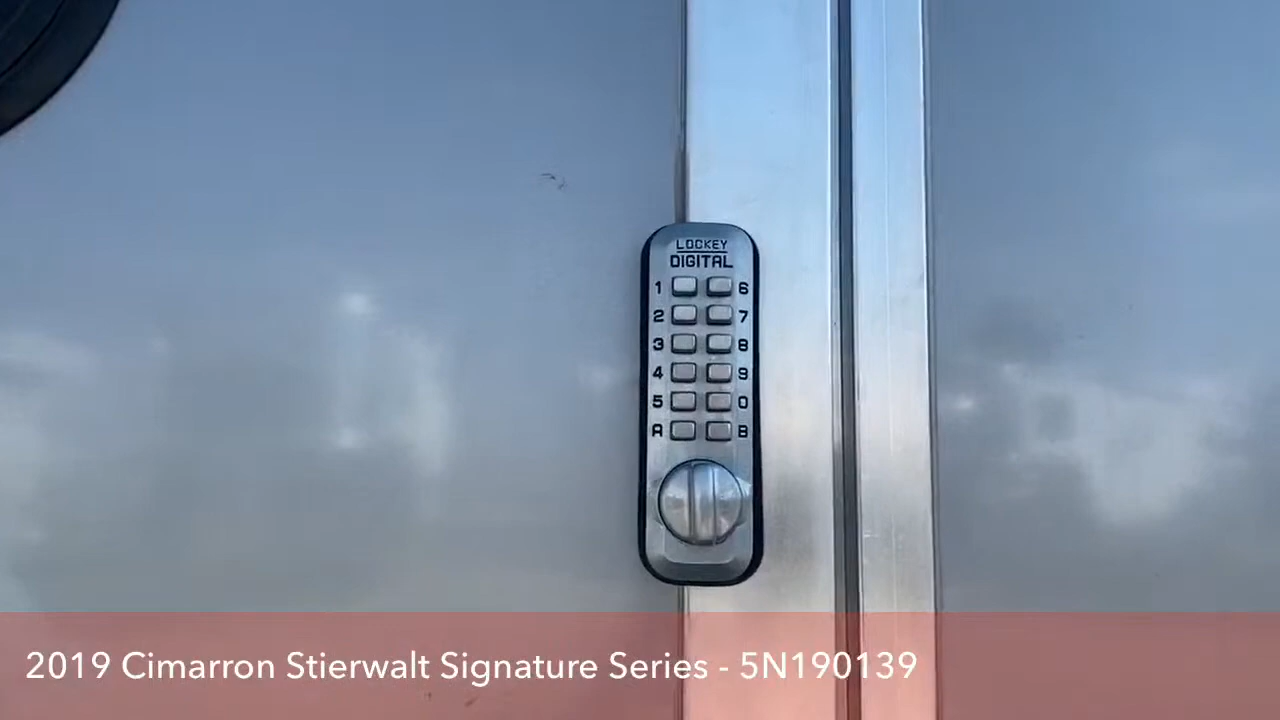 LOCKEY
DIGITAL
1 6
2 7
3 8
4 9
5 0
A B
2019 Cimarron Stierwalt Signature Series - 5N190139